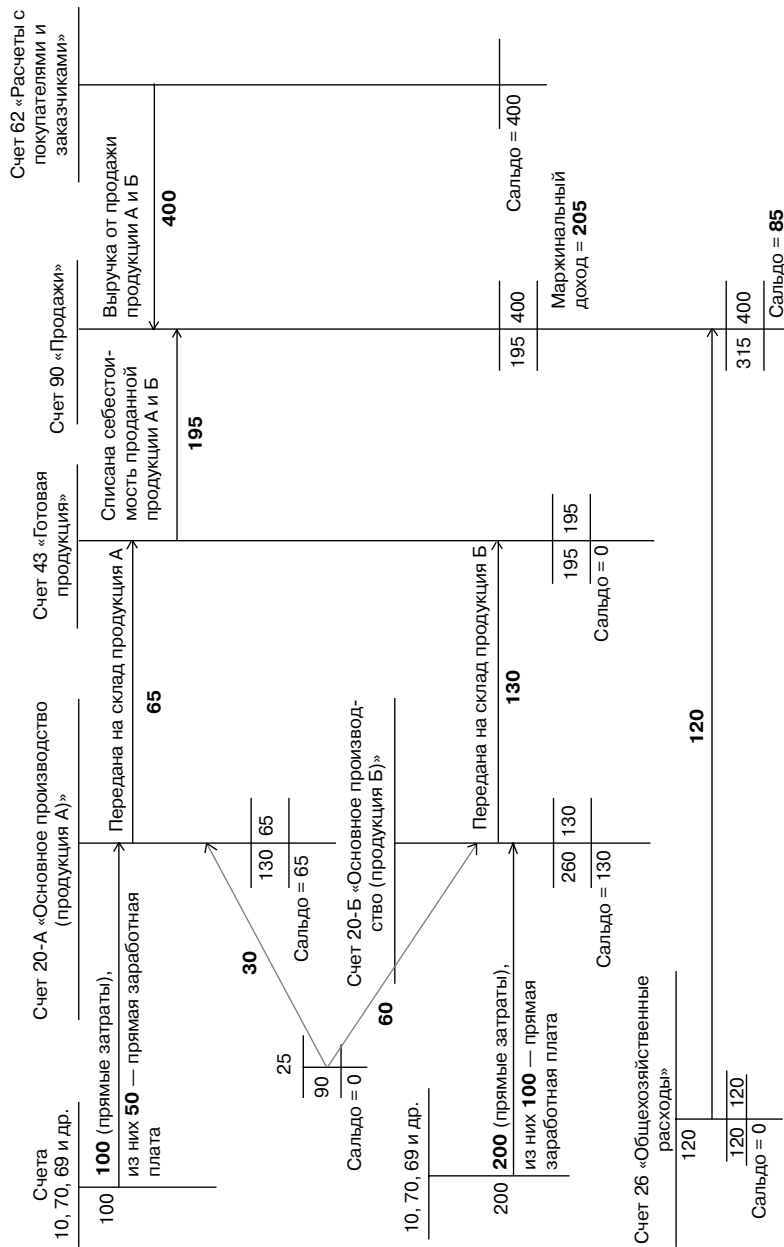 Счета
10, 70, 69 и др.
100
100 (прямые затраты),
из них 50 — прямая заработная
плата
Счет 20-А «Основное производство
(продукция А)»
Передана на склад продукция А
65
130 65
Сальдо = 65
Счет 43 «Готовая
продукция»
Списана себестои-
мость проданной
продукции А и Б
195
Счет 90 «Продажи»
Выручка от продажи
продукции А и Б
400
Счет 62 «Расчеты с
покупателями и
заказчиками»
25
90
Сальдо = 0
30
60
10, 70, 69 и др.
200
200 (прямые затраты),
из них 100 — прямая
заработная плата
Счет 20-Б «Основное производ-
ство (продукция Б)»
Передана на склад продукция Б
130
260 130
Сальдо = 130
195 195
Сальдо = 0
195 400
Маржинальный
доход = 205
Сальдо = 400
Счет 26 «Общехозяйственные
расходы»
120
120 120
Сальдо = 0
120
315 400
Сальдо = 85